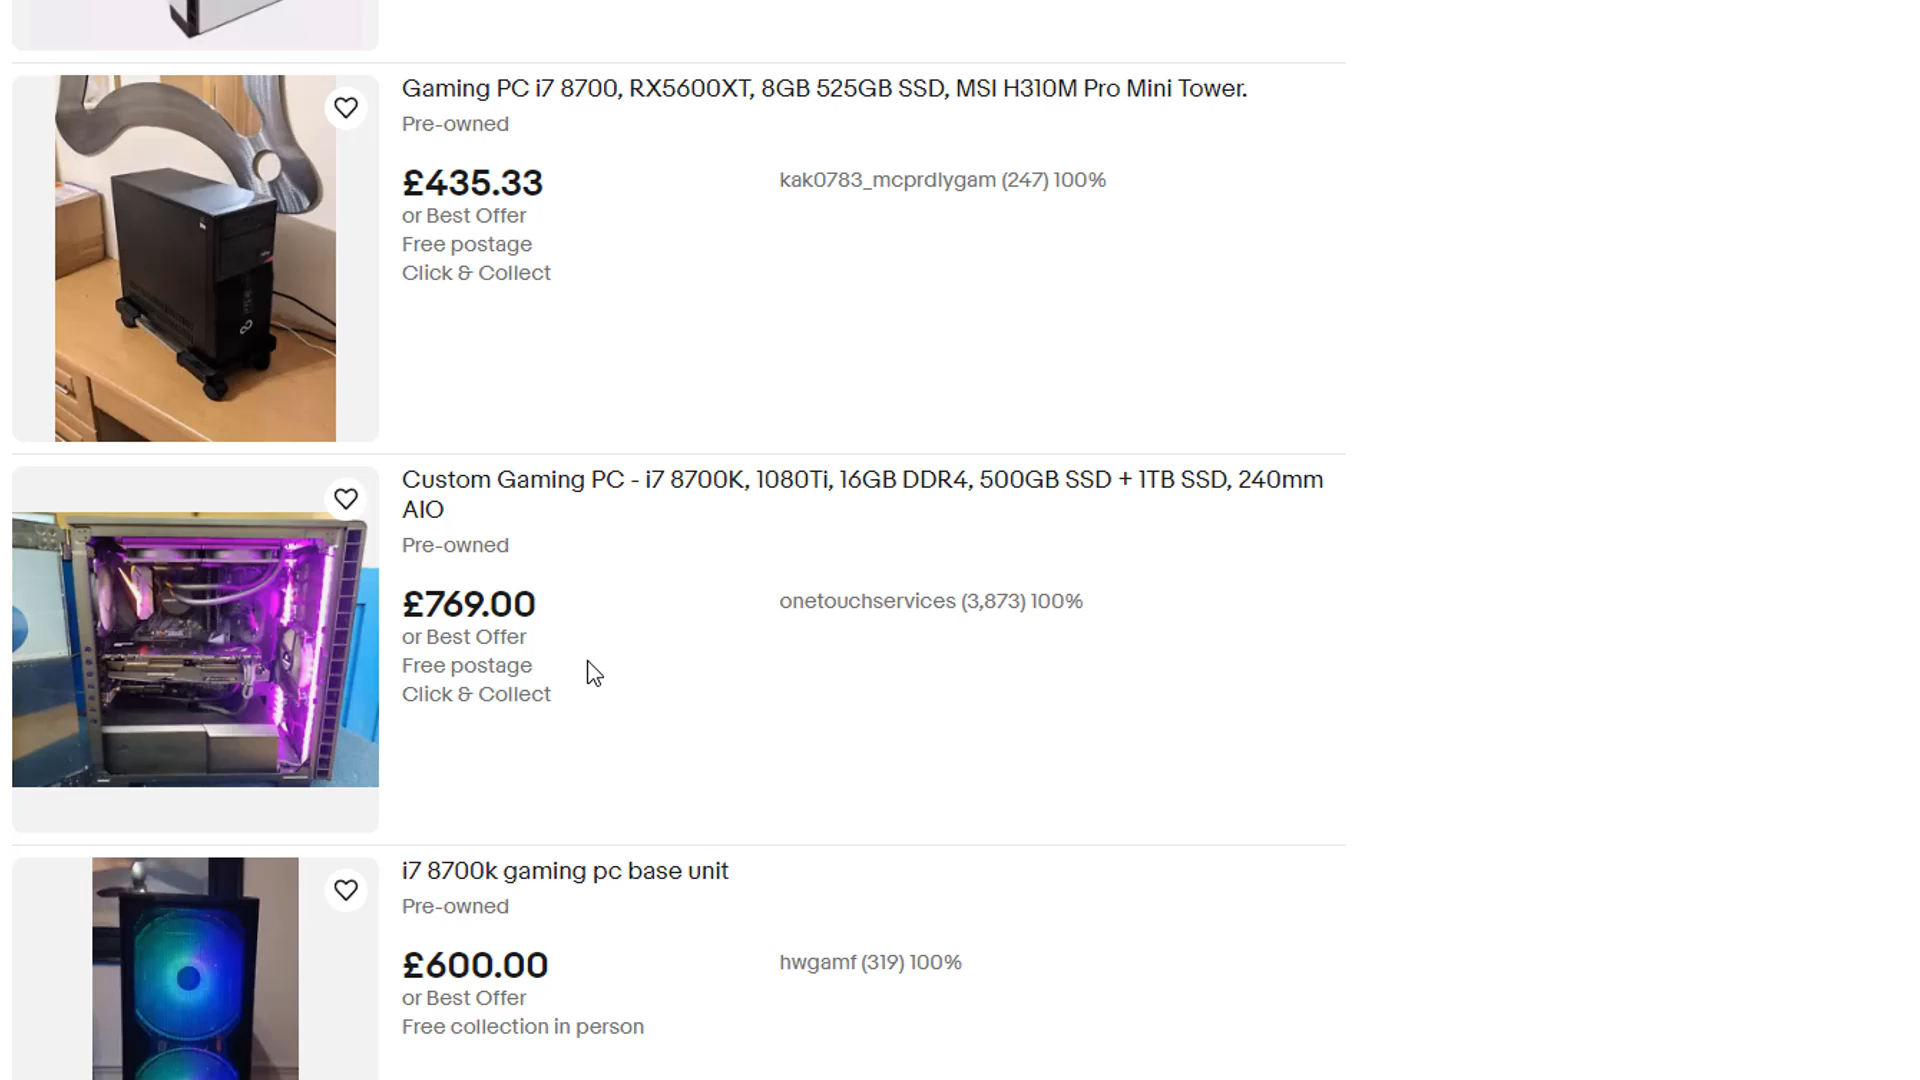 Gaming PC i7 8700, RX5600XT, 8GB 525GB SSD, MSI H310M Pro Mini Tower.
Pre-owned
£435.33
kak0783_mcprdlygam (247) 100%
or Best Offer
Free postage
Click & Collect
Custom Gaming PC - i7 8700K, 1080Ti, 16GB DDR4, 500GB SSD + 1TB SSD, 240mm
AIO
Pre-owned
£769.00
onetouchservices (3,873) 100%
or Best Offer
Free postage
Click & Collect
i7 8700k gaming pc base unit
Pre-owned
£600.00
hwgamf (319) 100%
or Best Offer
Free collection in person